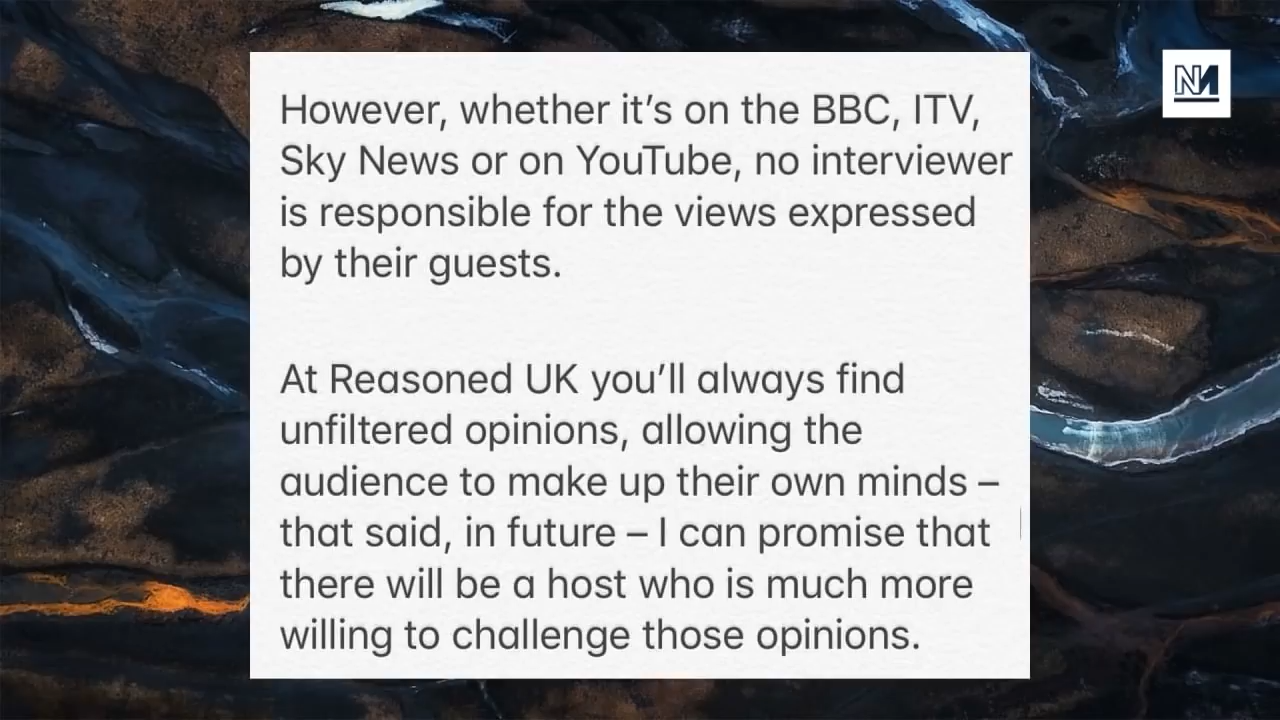 However, whether it’s on the BBC, ITV,
Sky News or on YouTube, no interviewer
is responsible for the views expressed
by their guests.
At Reasoned UK you’ll always find
unfiltered opinions, allowing the
audience to make up their own minds –
that said, in future – I can promise that
there will be a host who is much more
willing to challenge those opinions.
NM